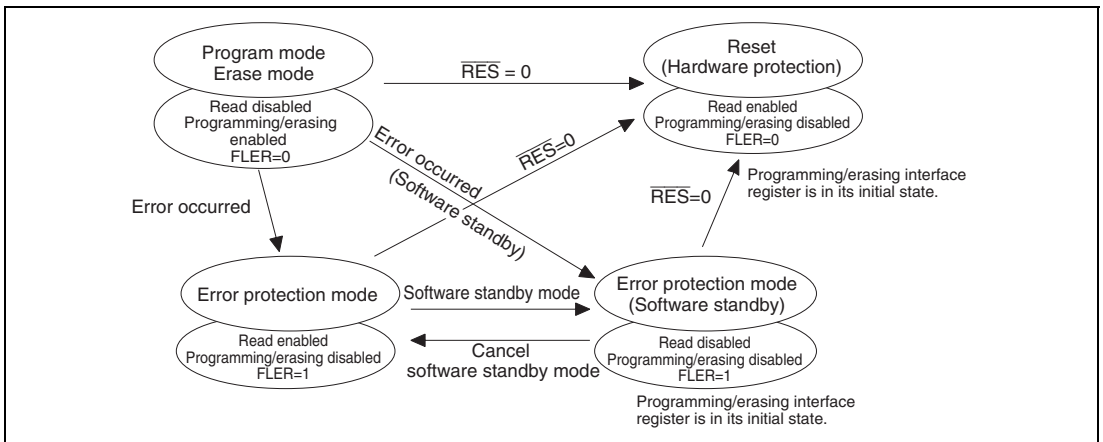 Program mode
Erase mode
Read disabled
Programming/erasing
enabled
FLER=0
RES = 0
Reset
(Hardware protection)
Read enabled
Programming/erasing disabled
FLER=0
Programming/erasing interface
register is in its initial state.
Error occurred
(Software standby)
RES=0
RES=0
Error occurred
Error protection mode
Read enabled
Programming/erasing disabled
FLER=1
Software standby mode
Cancel
software standby mode
Error protection mode
(Software standby)
Read disabled
Programming/erasing disabled
FLER=1
Programming/erasing interface
register is in its initial state.